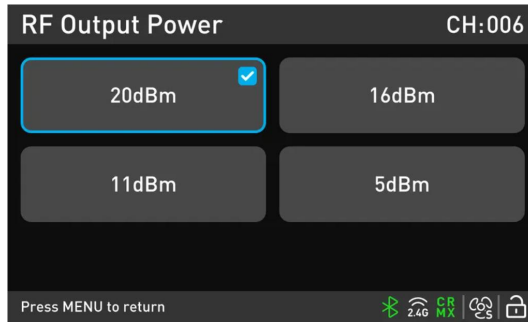 RF Output Power CH:006
20dBm 16dBm
11dBm 5dBm
Press MENU to return 2.4G CR MX S